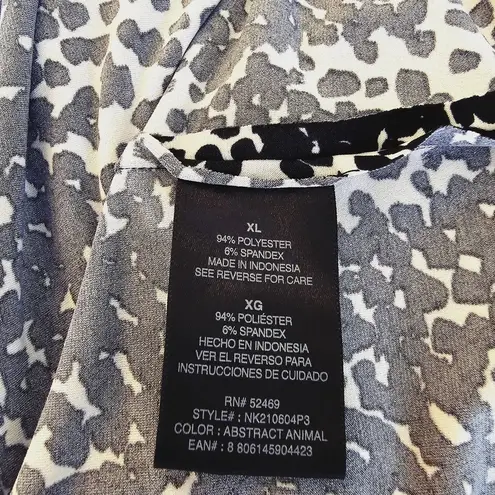 XL
94% POLYESTER
6% SPANDEX
MADE IN INDONESIA
SEE REVERSE FOR CARE
XG
94% POLIÉSTER
6% SPANDEX
HECHO EN INDONESIA
VER EL REVERSO PARA
INSTRUCCIONES DE CUIDADO
RN# 52469
STYLE# : NK210604P3
COLOR : ABSTRACT ANIMAL
EAN# : 8 806145904423